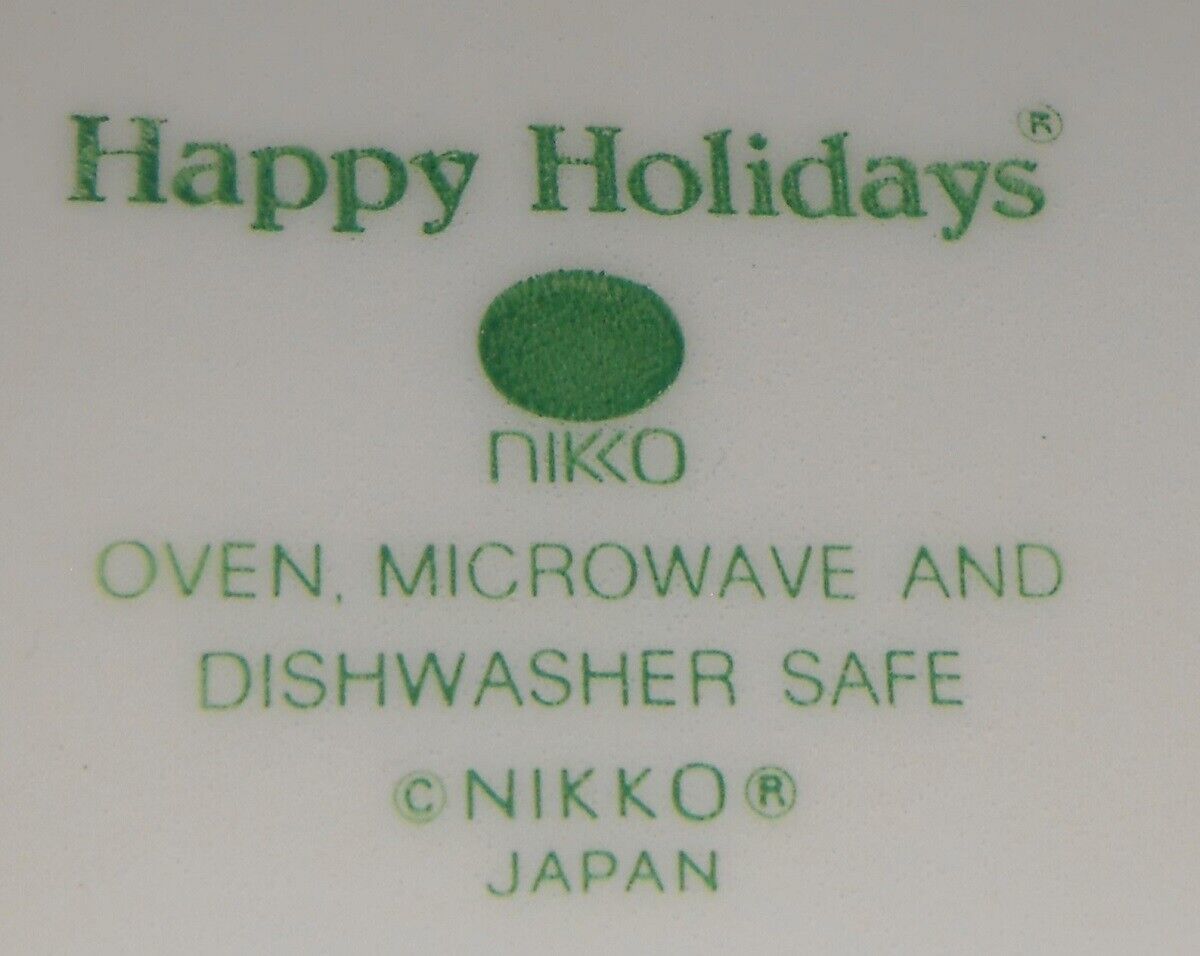 Happy Holidays®
NIKKO
OVEN, MICROWAVE AND
DISHWASHER SAFE
©NIKKO®
JAPAN